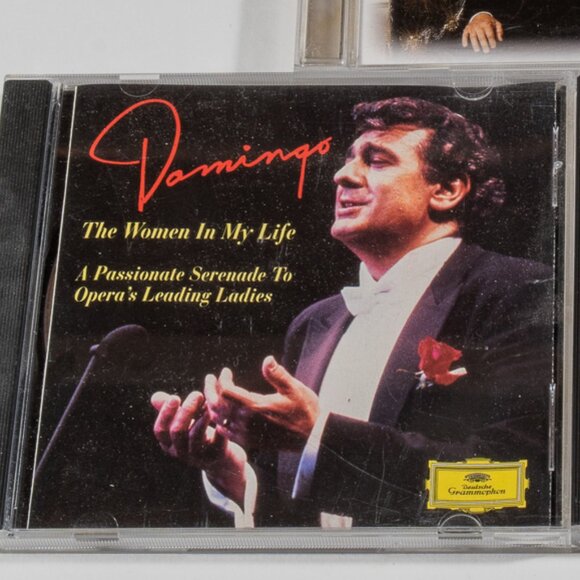 Domingo
The Women In My Life
A Passionate Serenade To
Opera's Leading Ladies
Deutsche
Grammophon